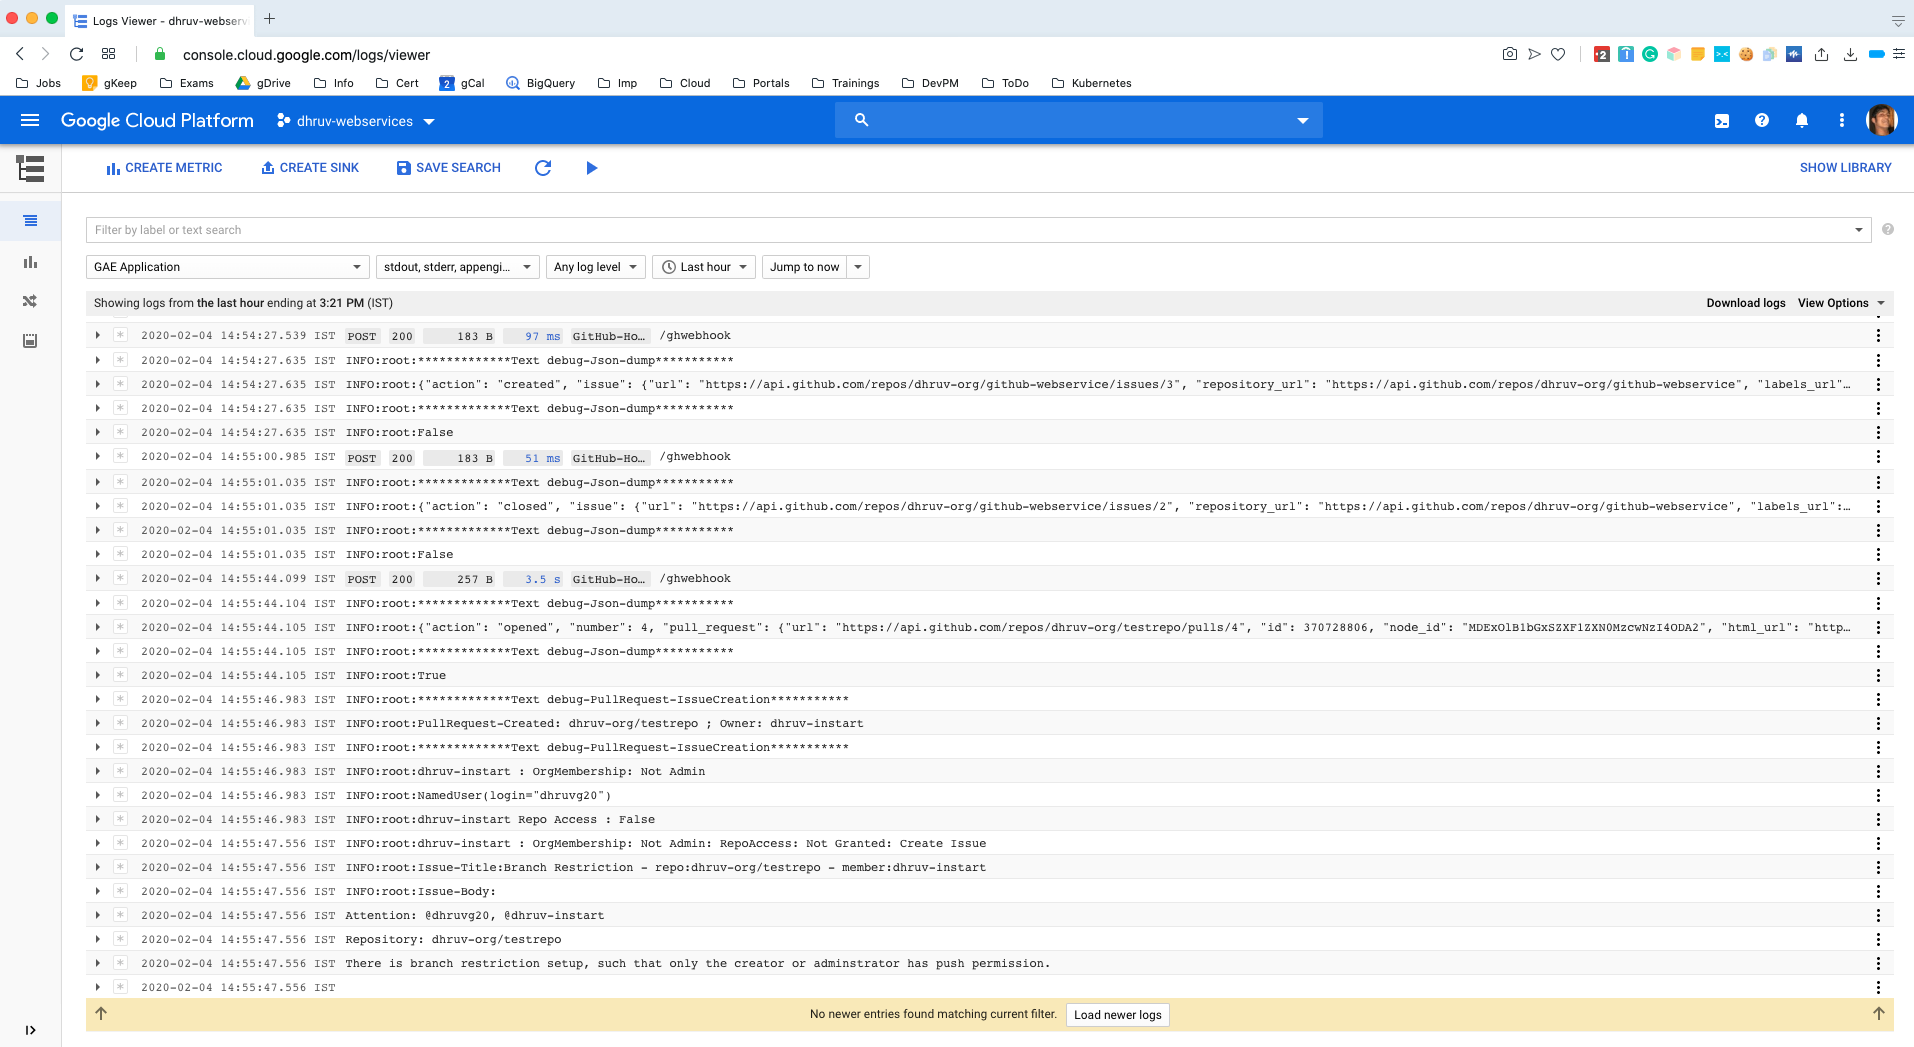 Logs Viewer - dhruv-webserv
console.cloud.google.com/logs/viewer
Jobs gKeep Exams gDrive Info Cert 2 gCal BigQuery Imp Cloud Portals Trainings DevPM ToDo Kubernetes
Google Cloud Platform dhruv-webservices
CREATE METRIC CREATE SINK SAVE SEARCH SHOW LIBRARY
Filter by label or text search
GAE Application stdout, stderr, appengi... Any log level Last hour Jump to now
Showing logs from the last hour ending at 3:21 PM (IST) Download logs View Options
2020-02-04 14:54:27.539 IST POST 200 183 B 97 ms GitHub-Ho... /ghwebhook
2020-02-04 14:54:27.635 IST INFO:root:*************Text debug-Json-dump***********
2020-02-04 14:54:27.635 IST INFO:root:{"action": "created", "issue": {"url": "https://api.github.com/repos/dhruv-org/github-webservice/issues/3", "repository_url": "https://api.github.com/repos/dhruv-org/github-webservice", "labels_url"...
2020-02-04 14:54:27.635 IST INFO:root:*************Text debug-Json-dump***********
2020-02-04 14:54:27.635 IST INFO:root:False
2020-02-04 14:55:00.985 IST POST 200 183 B 51 ms GitHub-Ho... /ghwebhook
2020-02-04 14:55:01.035 IST INFO:root:*************Text debug-Json-dump***********
2020-02-04 14:55:01.035 IST INFO:root:{"action": "closed", "issue": {"url": "https://api.github.com/repos/dhruv-org/github-webservice/issues/2", "repository_url": "https://api.github.com/repos/dhruv-org/github-webservice", "labels_url":...
2020-02-04 14:55:01.035 IST INFO:root:*************Text debug-Json-dump***********
2020-02-04 14:55:01.035 IST INFO:root:False
2020-02-04 14:55:44.099 IST POST 200 257 B 3.5 s GitHub-Ho... /ghwebhook
2020-02-04 14:55:44.104 IST INFO:root:*************Text debug-Json-dump***********
2020-02-04 14:55:44.105 IST INFO:root:{"action": "opened", "number": 4, "pull_request": {"url": "https://api.github.com/repos/dhruv-org/testrepo/pulls/4", "id": 370728806, "node_id": "MDExOlB1bGxSZXF1ZXN0MzcwNzI4ODA2", "html_url": "http...
2020-02-04 14:55:44.105 IST INFO:root:*************Text debug-Json-dump***********
2020-02-04 14:55:44.105 IST INFO:root:True
2020-02-04 14:55:46.983 IST INFO:root:*************Text debug-PullRequest-IssueCreation***********
2020-02-04 14:55:46.983 IST INFO:root:PullRequest-Created: dhruv-org/testrepo ; Owner: dhruv-instart
2020-02-04 14:55:46.983 IST INFO:root:*************Text debug-PullRequest-IssueCreation***********
2020-02-04 14:55:46.983 IST INFO:root:dhruv-instart : OrgMembership: Not Admin
2020-02-04 14:55:46.983 IST INFO:root:NamedUser(login="dhruvg20")
2020-02-04 14:55:46.983 IST INFO:root:dhruv-instart Repo Access : False
2020-02-04 14:55:47.556 IST INFO:root:dhruv-instart : OrgMembership: Not Admin: RepoAccess: Not Granted: Create Issue
2020-02-04 14:55:47.556 IST INFO:root:Issue-Title:Branch Restriction - repo:dhruv-org/testrepo - member:dhruv-instart
2020-02-04 14:55:47.556 IST INFO:root:Issue-Body:
2020-02-04 14:55:47.556 IST Attention: @dhruvg20, @dhruv-instart
2020-02-04 14:55:47.556 IST Repository: dhruv-org/testrepo
2020-02-04 14:55:47.556 IST There is branch restriction setup, such that only the creator or adminstrator has push permission.
2020-02-04 14:55:47.556 IST
No newer entries found matching current filter. Load newer logs